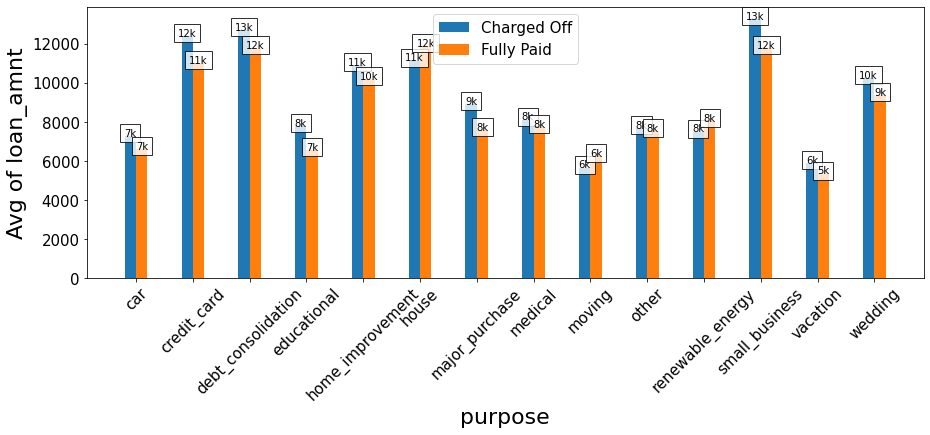 Avg of loan_amnt
12000
10000
8000
6000
4000
2000
0
Charged Off
Fully Paid
7k
7k
12k
11k
13k
12k
8k
7k
11k
10k
11k
12k
9k
8k
8k
8k
6k
6k
8k
8k
8k
8k
13k
12k
6k
5k
10k
9k
car
credit_card
debt_consolidation
educational
home_improvement
house
major_purchase
medical
moving
other
renewable_energy
small_business
vacation
wedding
purpose